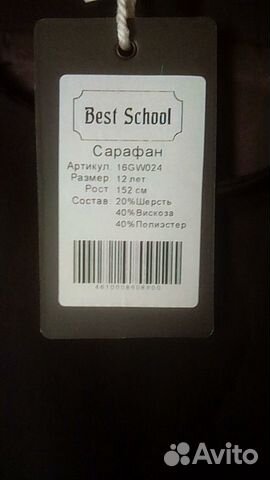 Best School
Сарафан
Артикул 16GW024
Размер 12 лет
Рост 152 см
Состав 20%Шерсть
40%Вискоза
40%Полиэстер
Avito